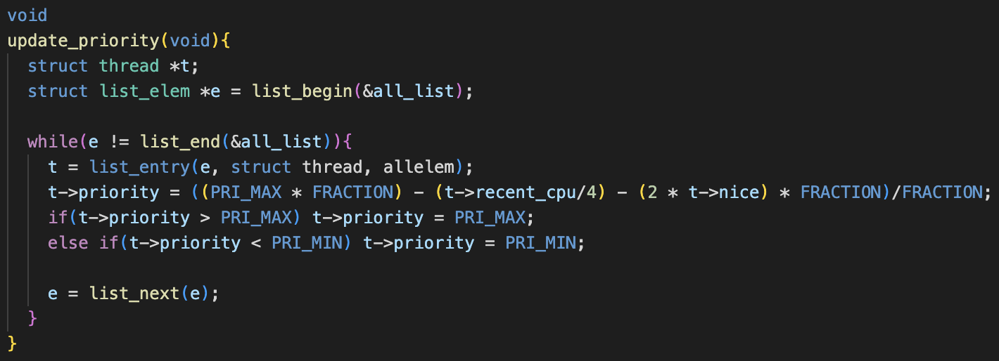 void
update_priority(void){
  struct thread *t;
  struct list_elem *e = list_begin(&all_list);

  while(e != list_end(&all_list)){
    t = list_entry(e, struct thread, allelem);
    t->priority = ((PRI_MAX * FRACTION) - (t->recent_cpu/4) - (2 * t->nice) * FRACTION)/FRACTION;
    if(t->priority > PRI_MAX) t->priority = PRI_MAX;
    else if(t->priority < PRI_MIN) t->priority = PRI_MIN;

    e = list_next(e);
  }
}